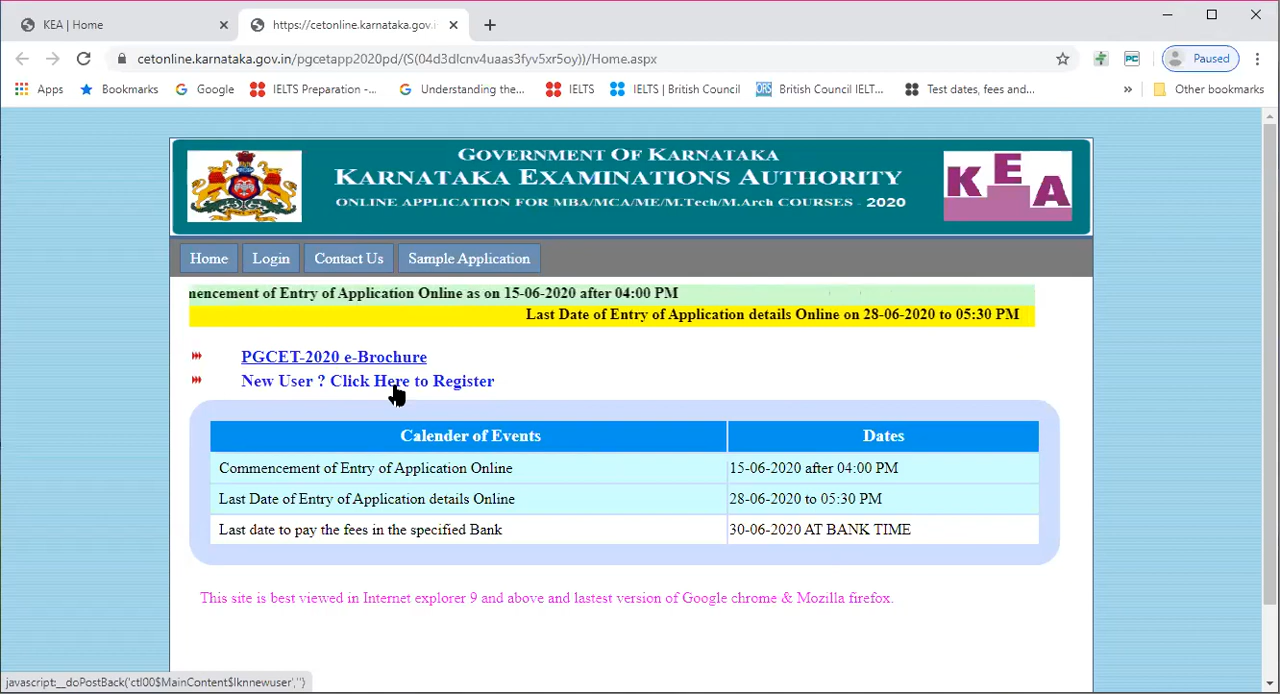 KEA | Home
https://cetonline.karnataka.gov.i
cetonline.karnataka.gov.in/pgcetapp2020pd/(S(04d3dlcnv4uaas3fyv5xr5oy))/Home.aspx
PC
Paused
Apps
Bookmarks
Google
IELTS Preparation -...
Understanding the...
IELTS
IELTS | British Council
ORS
British Council IELT...
Test dates, fees and...
»
Other bookmarks
GOVERNMENT OF KARNATAKA
KARNATAKA EXAMINATIONS AUTHORITY
ONLINE APPLICATION FOR MBA/MCA/ME/M.Tech/M.Arch COURSES - 2020
KEA
Home
Login
Contact Us
Sample Application
mencement of Entry of Application Online as on 15-06-2020 after 04:00 PM
Last Date of Entry of Application details Online on 28-06-2020 to 05:30 PM
PGCET-2020 e-Brochure
New User ? Click Here to Register
Calender of Events Dates
Commencement of Entry of Application Online 15-06-2020 after 04:00 PM
Last Date of Entry of Application details Online 28-06-2020 to 05:30 PM
Last date to pay the fees in the specified Bank 30-06-2020 AT BANK TIME
This site is best viewed in Internet explorer 9 and above and lastest version of Google chrome & Mozilla firefox.
javascript:__doPostBack('ctl00$MainContent$lknnewuser','')